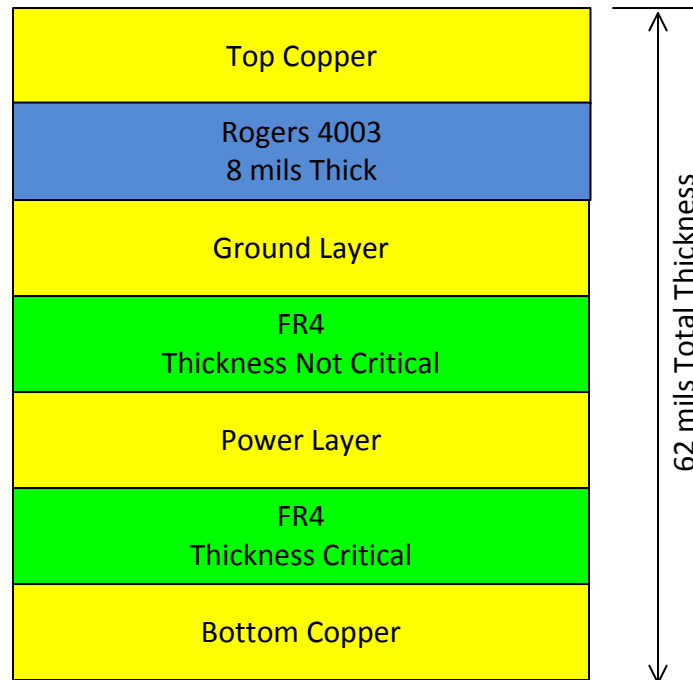 Top Copper
Rogers 4003
8 mils Thick
Ground Layer
FR4
Thickness Not Critical
Power Layer
FR4
Thickness Critical
Bottom Copper
62 mils Total Thickness